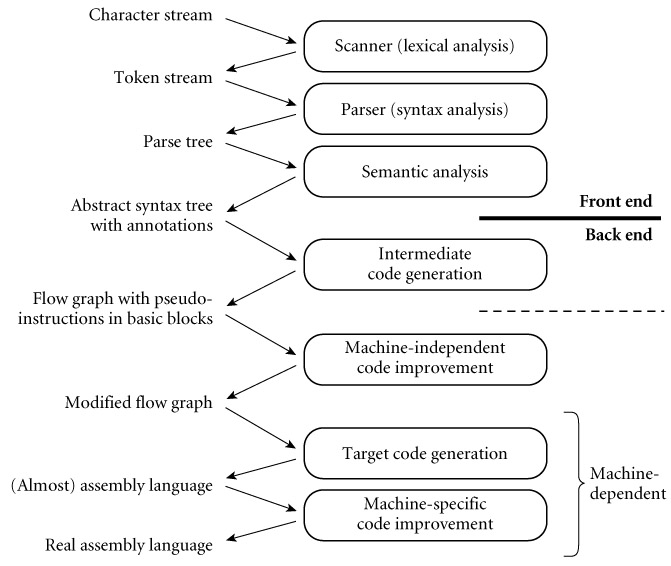 Character stream
Scanner (lexical analysis)
Token stream
Parser (syntax analysis)
Parse tree
Semantic analysis
Abstract syntax tree
with annotations
Front end
Back end
Intermediate
code generation
Flow graph with pseudo-
instructions in basic blocks
Machine-independent
code improvement
Modified flow graph
Target code generation
(Almost) assembly language
Machine-
dependent
Machine-specific
code improvement
Real assembly language